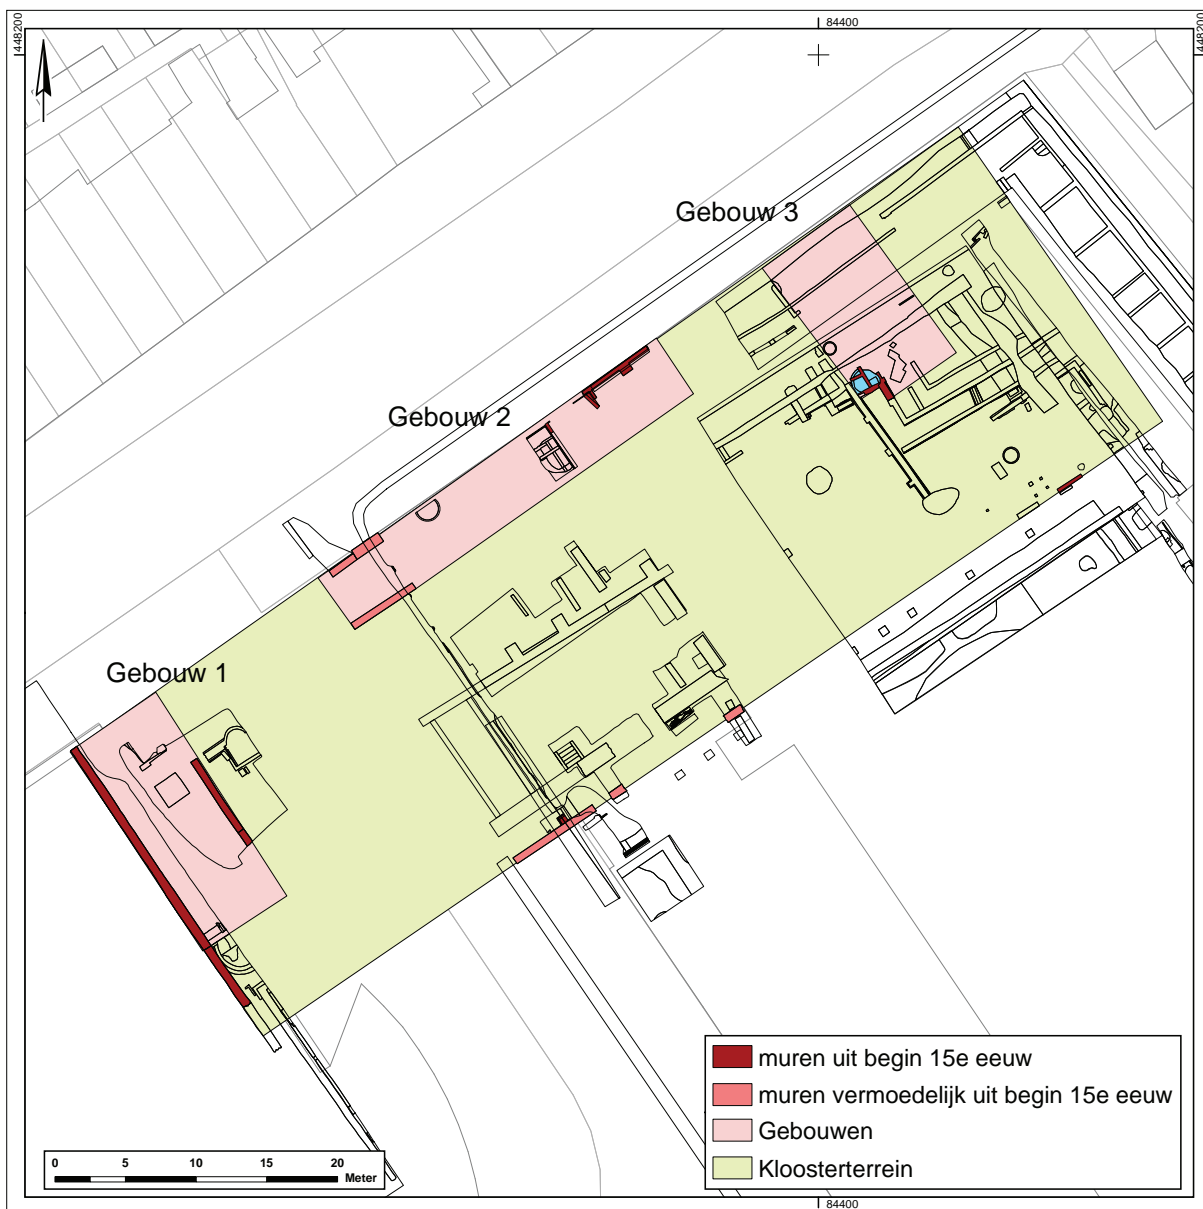 84400
448200
448200
Gebouw 3
Gebouw 2
Gebouw 1
muren uit begin 15e eeuw
muren vermoedelijk uit begin 15e eeuw
Gebouwen
Kloosterterrein
0 5 10 15 20
Meter
84400